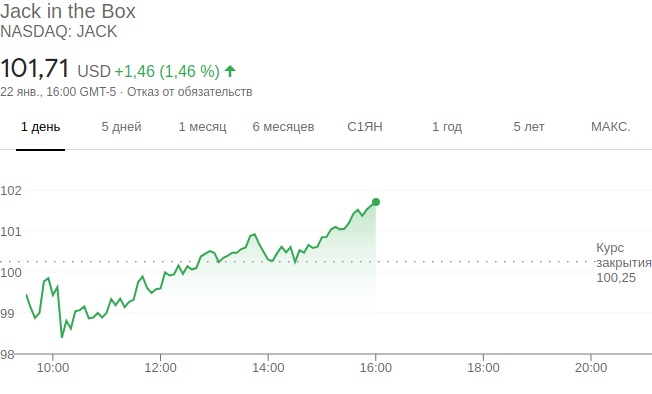 Jack in the Box
NASDAQ: JACK
101,71 USD +1,46 (1,46 %)
22 янв., 16:00 GMT-5 · Отказ от обязательств
1 день 5 дней 1 месяц 6 месяцев С1ЯН 1 год 5 лет МАКС.
102
101
Курс
закрытия
100,25
100
99
98
10:00 12:00 14:00 16:00 18:00 20:00